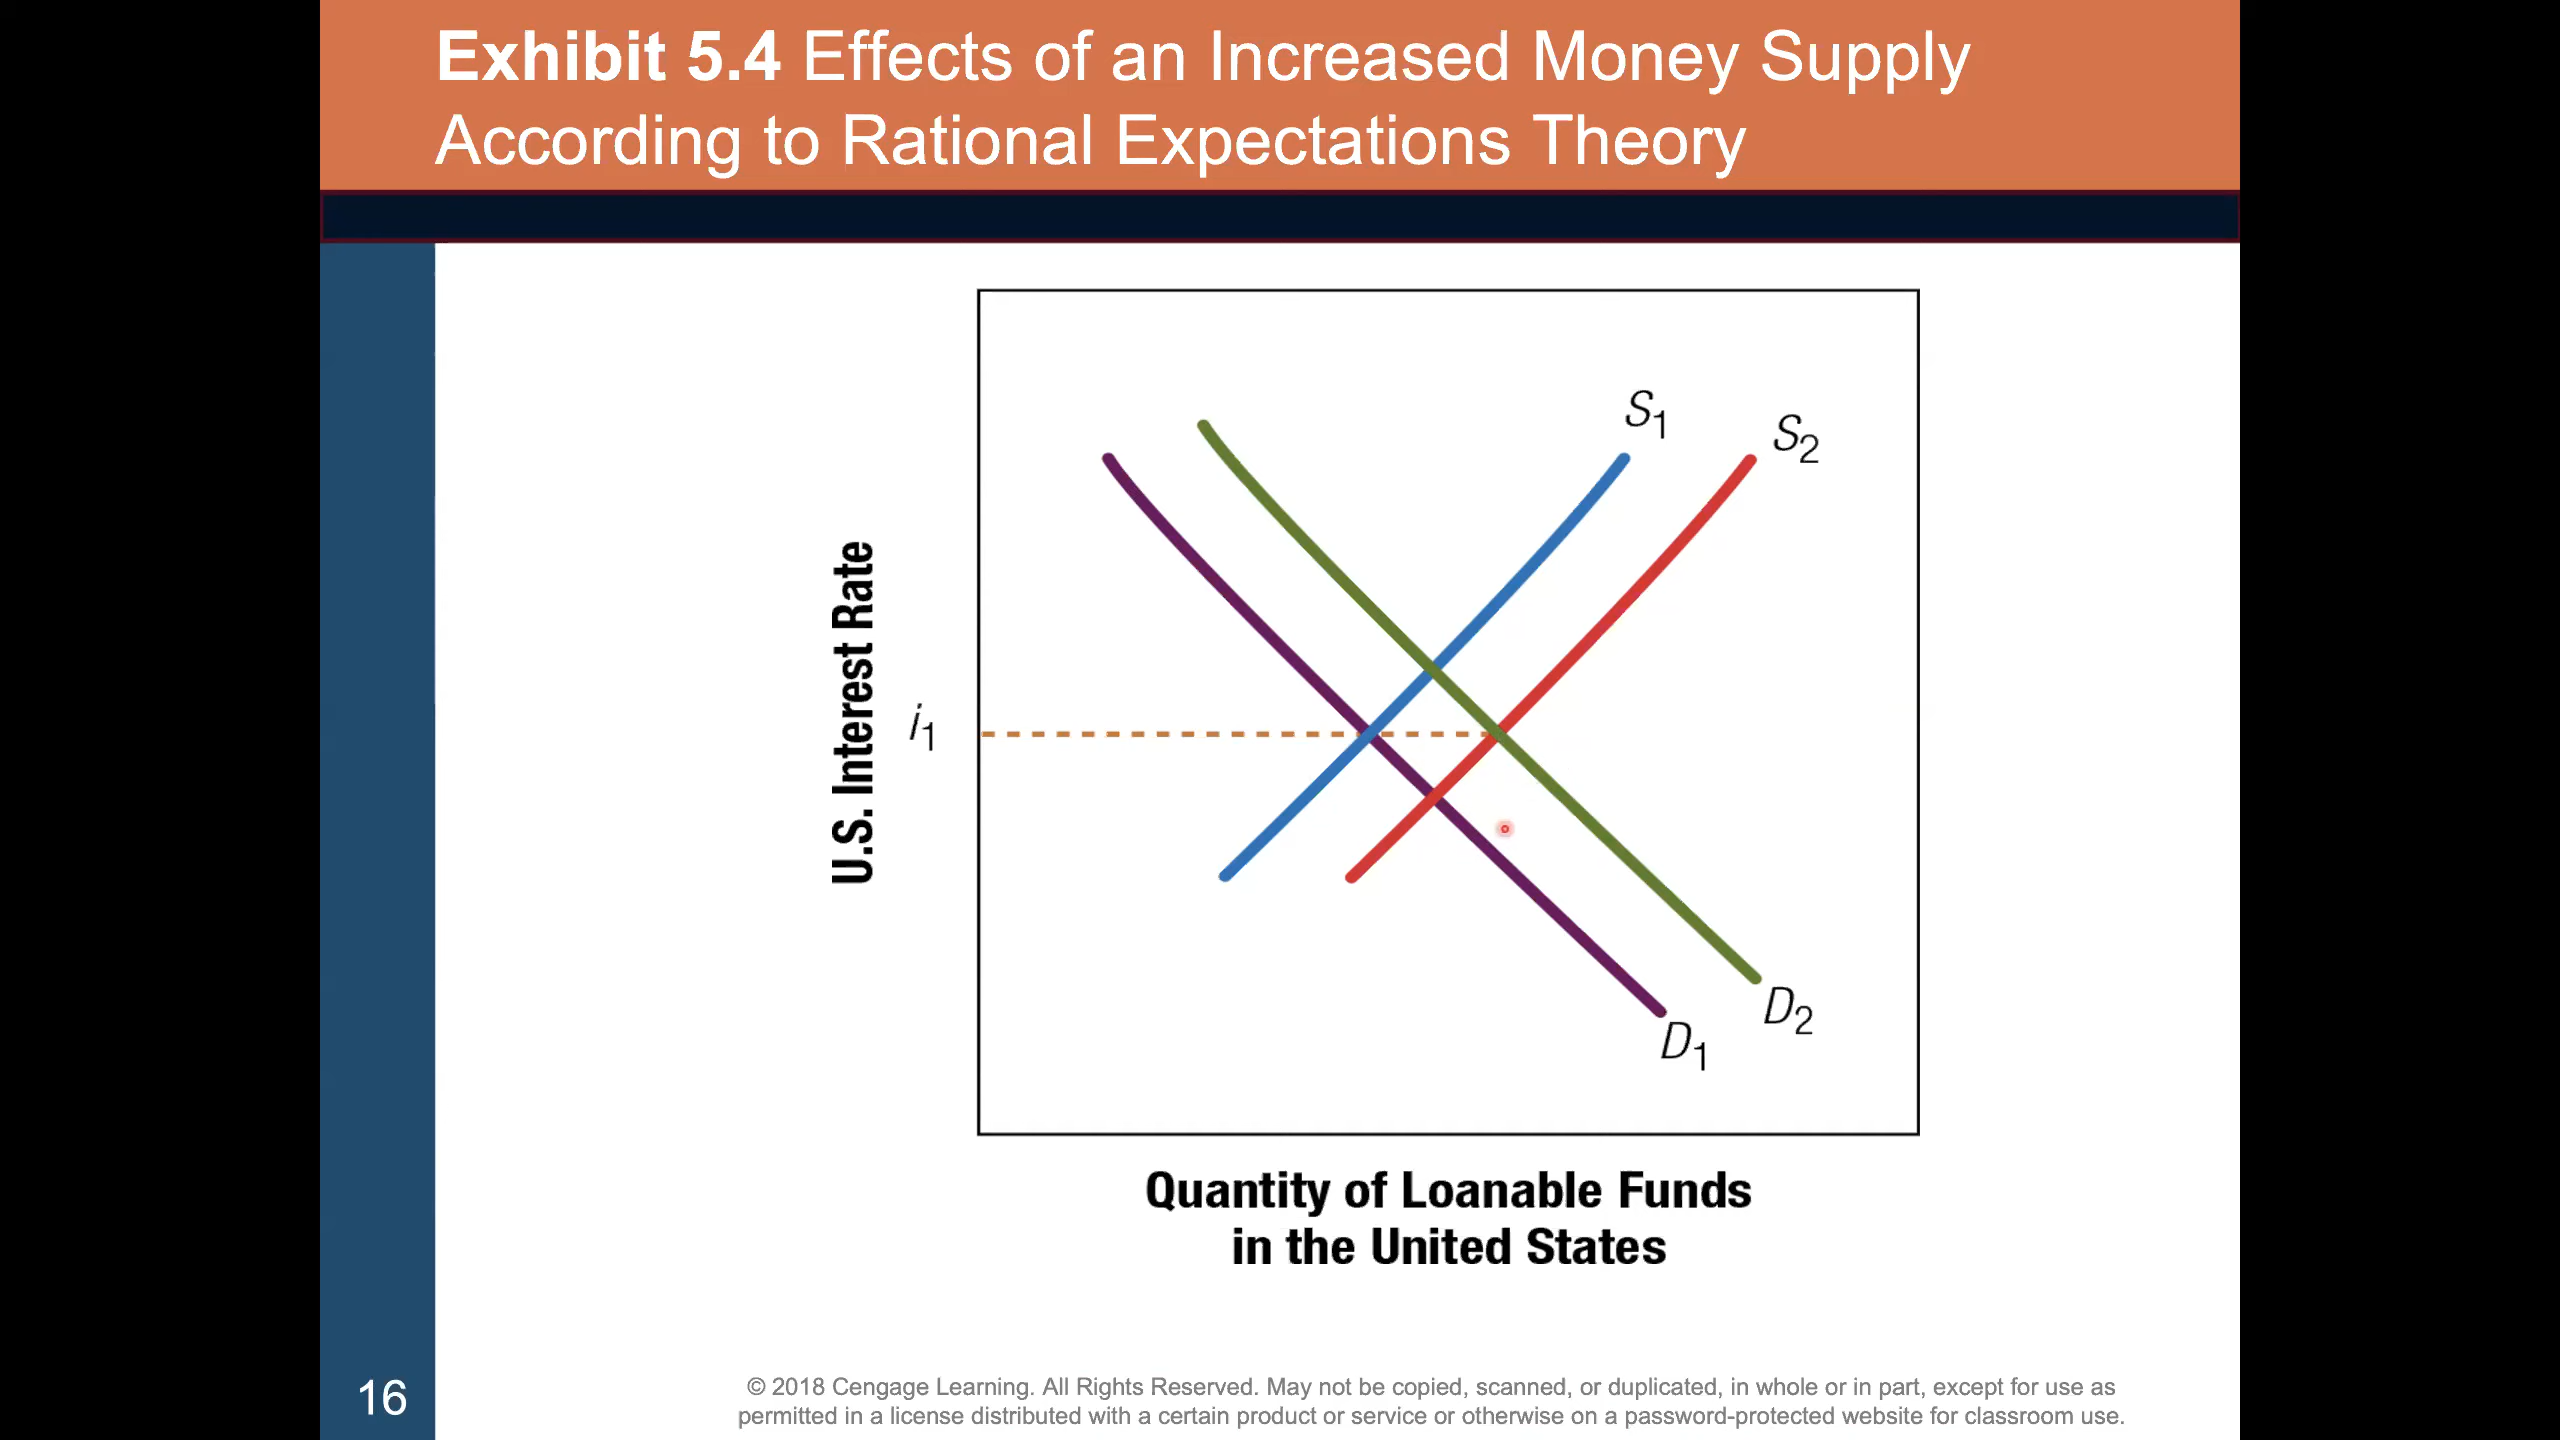 Exhibit 5.4 Effects of an Increased Money Supply
According to Rational Expectations Theory
S1
S2
U.S. Interest Rate
i1
D2
D1
Quantity of Loanable Funds
in the United States
16
© 2018 Cengage Learning. All Rights Reserved. May not be copied, scanned, or duplicated, in whole or in part, except for use as
permitted in a license distributed with a certain product or service or otherwise on a password-protected website for classroom use.